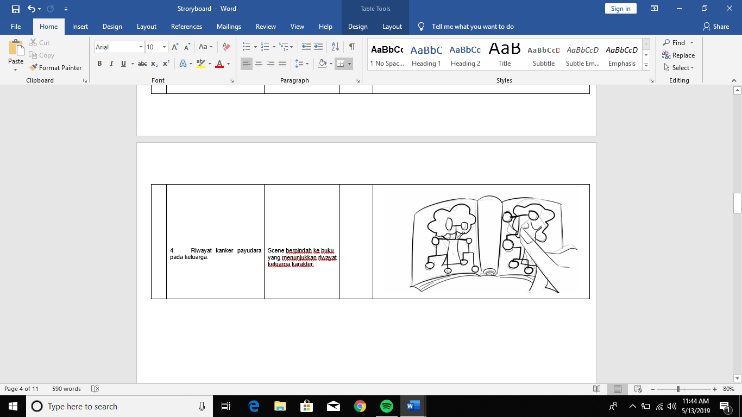 Storyboard - Word
Table Tools
Sign in
File
Home
Insert
Design
Layout
References
Mailings
Review
View
Help
Design
Layout
Tell me what you want to do
Share
Paste
Cut
Copy
Format Painter
Clipboard
Arial
10
Font
Paragraph
AaBbCc
AaBbC
AaBbCc
AaB
AaBbCcD
AaBbCcD
AaBbCcD
¶ No Spac...
Heading 1
Heading 2
Title
Subtitle
Subtle Em...
Emphasis
Styles
Find
Replace
Select
Editing
4. Riwayat kanker payudara
pada keluarga.
Scene berpindah ke buku
yang menunjukkan riwayat
keluarga karakter.
Page 4 of 11
590 words
80%
Type here to search
11:44 AM
5/13/2019